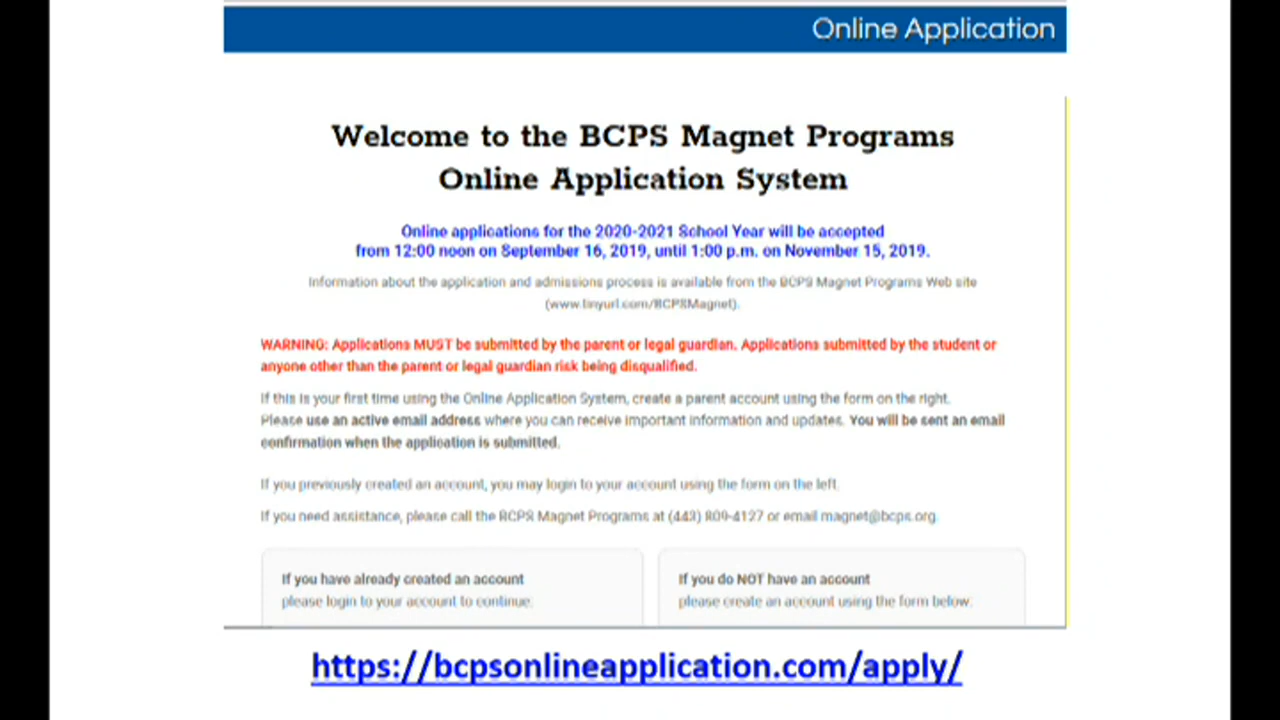 Online Application
Welcome to the BCPS Magnet Programs
Online Application System
Online applications for the 2020-2021 School Year will be accepted
from 12:00 noon on September 16, 2019, until 1:00 p.m. on November 15, 2019.
Information about the application and admissions process is available from the BCPS Magnet Programs Web site
(www.tinyurl.com/BCPSMagnet).
WARNING: Applications MUST be submitted by the parent or legal guardian. Applications submitted by the student or
anyone other than the parent or legal guardian risk being disqualified.
If this is your first time using the Online Application System, create a parent account using the form on the right.
Please use an active email address where you can receive important information and updates. You will be sent an email
confirmation when the application is submitted.
If you previously created an account, you may login to your account using the form on the left.
If you need assistance, please call the BCPS Magnet Programs at (443) 809-4127 or email magnet@bcps.org.
If you have already created an account
please login to your account to continue.
If you do NOT have an account
please create an account using the form below.
https://bcpsonlineapplication.com/apply/